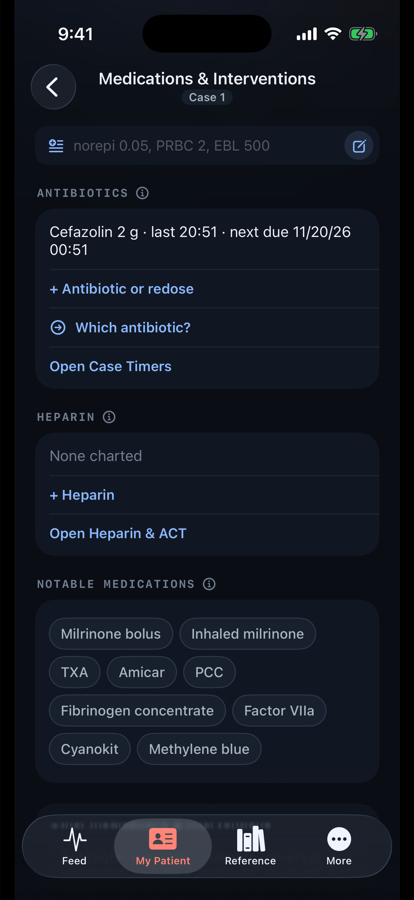 9:41
Medications & Interventions
Case 1
norepi 0.05, PRBC 2, EBL 500
ANTIBIOTICS
Cefazolin 2 g · last 20:51 · next due 11/20/26
00:51
+ Antibiotic or redose
Which antibiotic?
Open Case Timers
HEPARIN
None charted
+ Heparin
Open Heparin & ACT
NOTABLE MEDICATIONS
Milrinone bolus Inhaled milrinone
TXA Amicar PCC
Fibrinogen concentrate Factor VIIa
Cyanokit Methylene blue
Feed My Patient Reference More